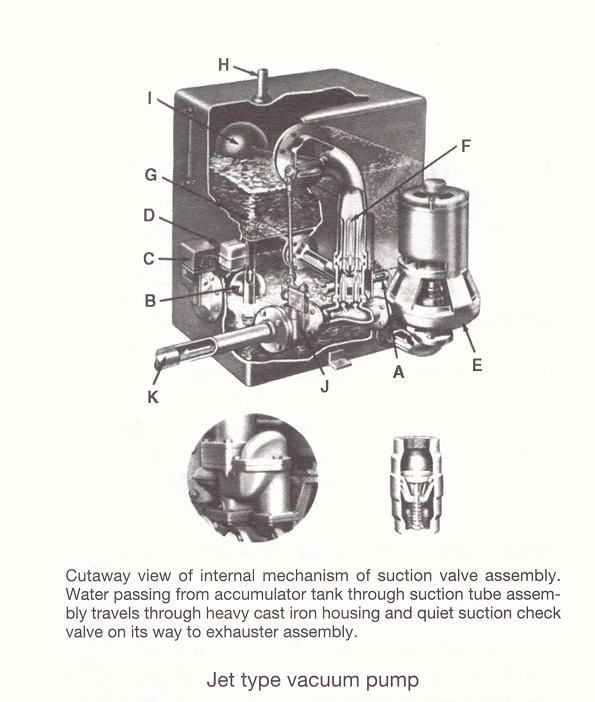 H
I
F
G
D
C
B
E
A
J
K
Cutaway view of internal mechanism of suction valve assembly.
Water passing from accumulator tank through suction tube assem-
bly travels through heavy cast iron housing and quiet suction check
valve on its way to exhauster assembly.
Jet type vacuum pump